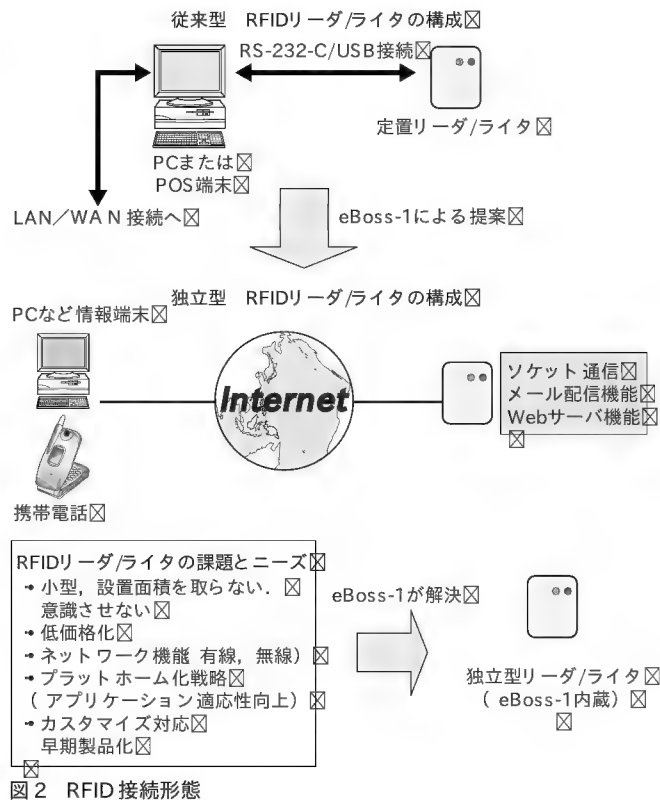 従来型　RFIDリーダ/ライタの構成
RS-232-C/USB接続
定置リーダ/ライタ
PCまたは
POS端末
LAN／WAN接続へ
eBoss-1による提案
独立型　RFIDリーダ/ライタの構成
PCなど情報端末
Internet
ソケット通信
メール配信機能
Webサーバ機能
携帯電話
RFIDリーダ/ライタの課題とニーズ
・小型，設置面積を取らない．
意識させない
・低価格化
・ネットワーク機能 有線，無線）
・プラットホーム化戦略
（アプリケーション適応性向上）
・カスタマイズ対応
早期製品化
eBoss-1が解決
独立型リーダ/ライタ
（eBoss-1内蔵）
図2　RFID接続形態